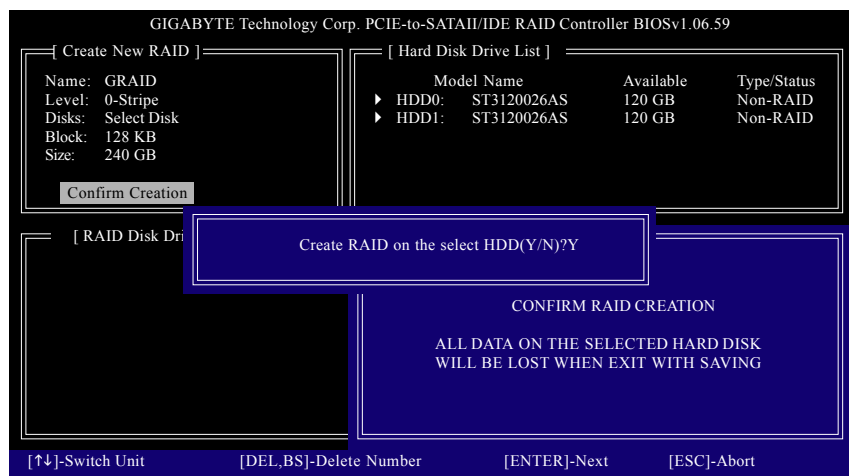 GIGABYTE Technology Corp. PCIE-to-SATAII/IDE RAID Controller BIOSv1.06.59
[ Create New RAID ]
Name: GRAID
Level: 0-Stripe
Disks: Select Disk
Block: 128 KB
Size: 240 GB
Confirm Creation
[ Hard Disk Drive List ]
Model Name Available Type/Status
HDD0: ST3120026AS 120 GB Non-RAID
HDD1: ST3120026AS 120 GB Non-RAID
[ RAID Disk Dri
Create RAID on the select HDD(Y/N)?Y
CONFIRM RAID CREATION
ALL DATA ON THE SELECTED HARD DISK
WILL BE LOST WHEN EXIT WITH SAVING
[↑↓]-Switch Unit [DEL,BS]-Delete Number [ENTER]-Next [ESC]-Abort